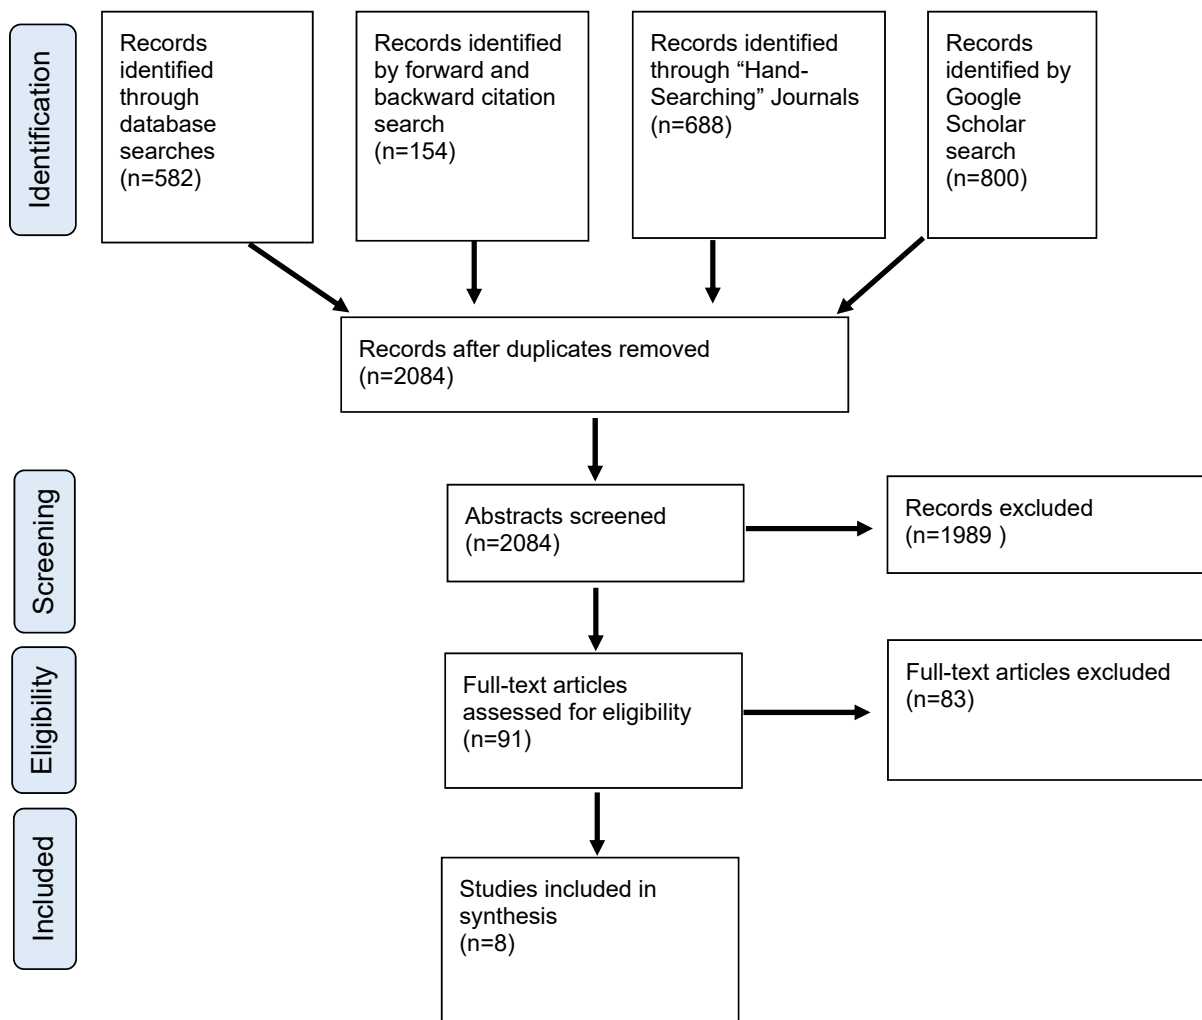 Identification
Records
identified
through
database
searches
(n=582)
Records identified
by forward and
backward citation
search
(n=154)
Records identified
through “Hand-
Searching” Journals
(n=688)
Records
identified by
Google
Scholar
search
(n=800)
Records after duplicates removed
(n=2084)
Screening
Abstracts screened
(n=2084)
Records excluded
(n=1989 )
Eligibility
Full-text articles
assessed for eligibility
(n=91)
Full-text articles excluded
(n=83)
Included
Studies included in
synthesis
(n=8)